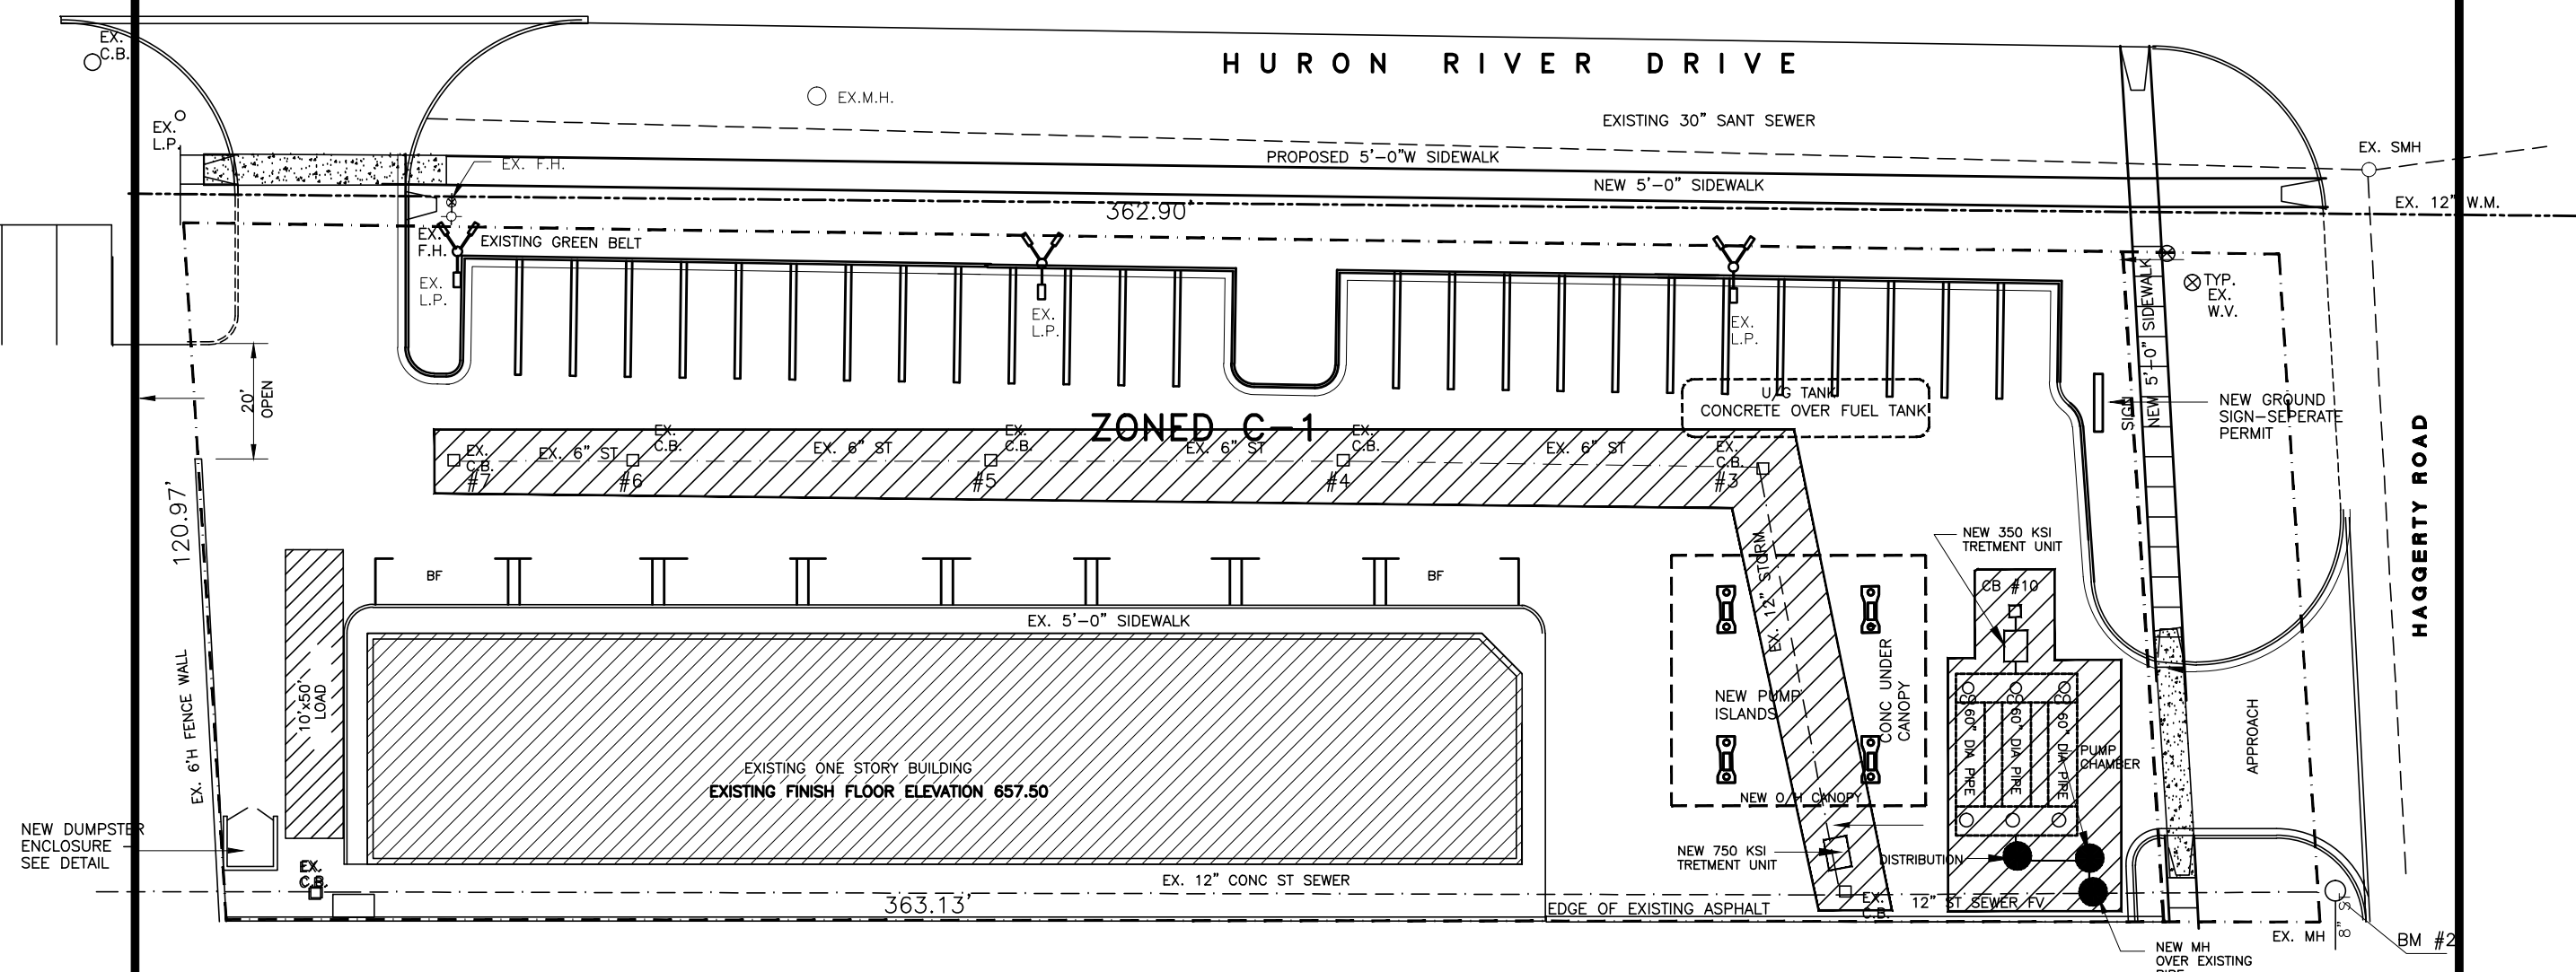 EX.
C.B.
HURON RIVER DRIVE
EX.M.H.
EXISTING 30" SANT SEWER
EX.
L.P.
EX. F.H.
PROPOSED 5'-0"W SIDEWALK
EX. SMH
NEW 5'-0" SIDEWALK
EX. 12" W.M.
362.90'
EX.
F.H.
EXISTING GREEN BELT
EX.
L.P.
EX.
L.P.
EX.
L.P.
NEW 5'-0" SIDEWALK
SIGN
TYP.
EX.
W.V.
20'
OPEN
U/G TANK
CONCRETE OVER FUEL TANK
NEW GROUND
SIGN-SEPERATE
PERMIT
HAGGERTY ROAD
ZONED C-1
EX.
C.B.
#7
EX. 6" ST
EX.
C.B.
#6
EX. 6" ST
EX.
C.B.
#5
EX. 6" ST
EX.
C.B.
#4
EX. 6" ST
EX.
C.B.
#3
120.97'
EX. 12" STORM
NEW 350 KSI
TRETMENT UNIT
BF
BF
CB #10
EX. 5'-0" SIDEWALK
EX. 6'H FENCE WALL
10'x50'
LOAD
NEW PUMP
ISLANDS
CONC UNDER
CANOPY
CO
CO
CO
60" DIA PIPE
60" DIA PIPE
60" DIA PIPE
PUMP
CHAMBER
APPROACH
EXISTING ONE STORY BUILDING
EXISTING FINISH FLOOR ELEVATION 657.50
NEW O/H CANOPY
NEW DUMPSTER
ENCLOSURE
SEE DETAIL
NEW 750 KSI
TRETMENT UNIT
DISTRIBUTION
EX.
C.B.
EX. 12" CONC ST SEWER
363.13'
EDGE OF EXISTING ASPHALT
EX.
C.B.
12" ST SEWER FV
EX. MH
8" ST
BM #2
NEW MH
OVER EXISTING
PIPE